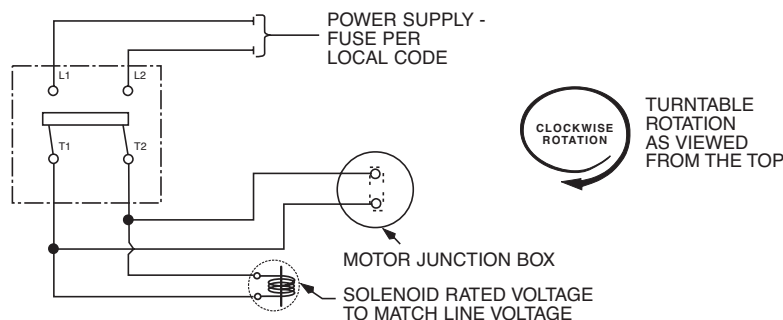 POWER SUPPLY -
FUSE PER
LOCAL CODE
L1
L2
T1
T2
CLOCKWISE
ROTATION
TURNTABLE
ROTATION
AS VIEWED
FROM THE TOP
MOTOR JUNCTION BOX
SOLENOID RATED VOLTAGE
TO MATCH LINE VOLTAGE